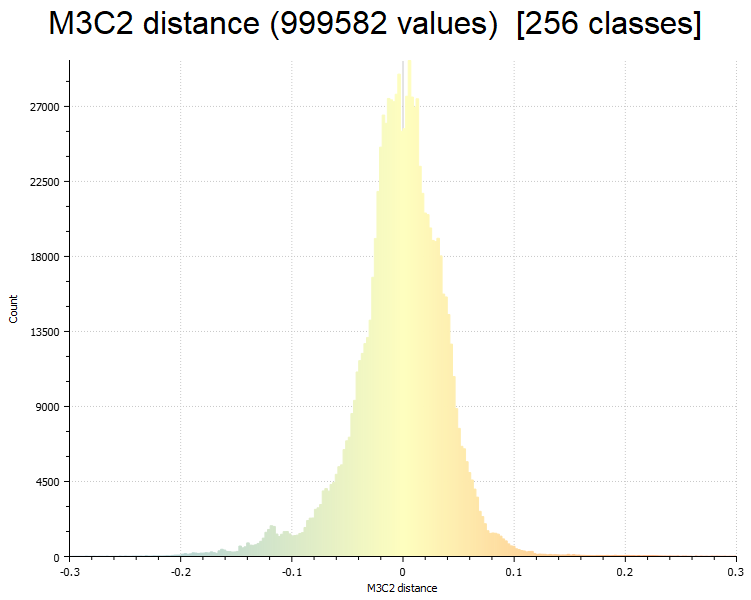 M3C2 distance (999582 values) [256 classes]
27000
22500
18000
13500
9000
4500
0
Count
-0.3 -0.2 -0.1 0 0.1 0.2 0.3
M3C2 distance